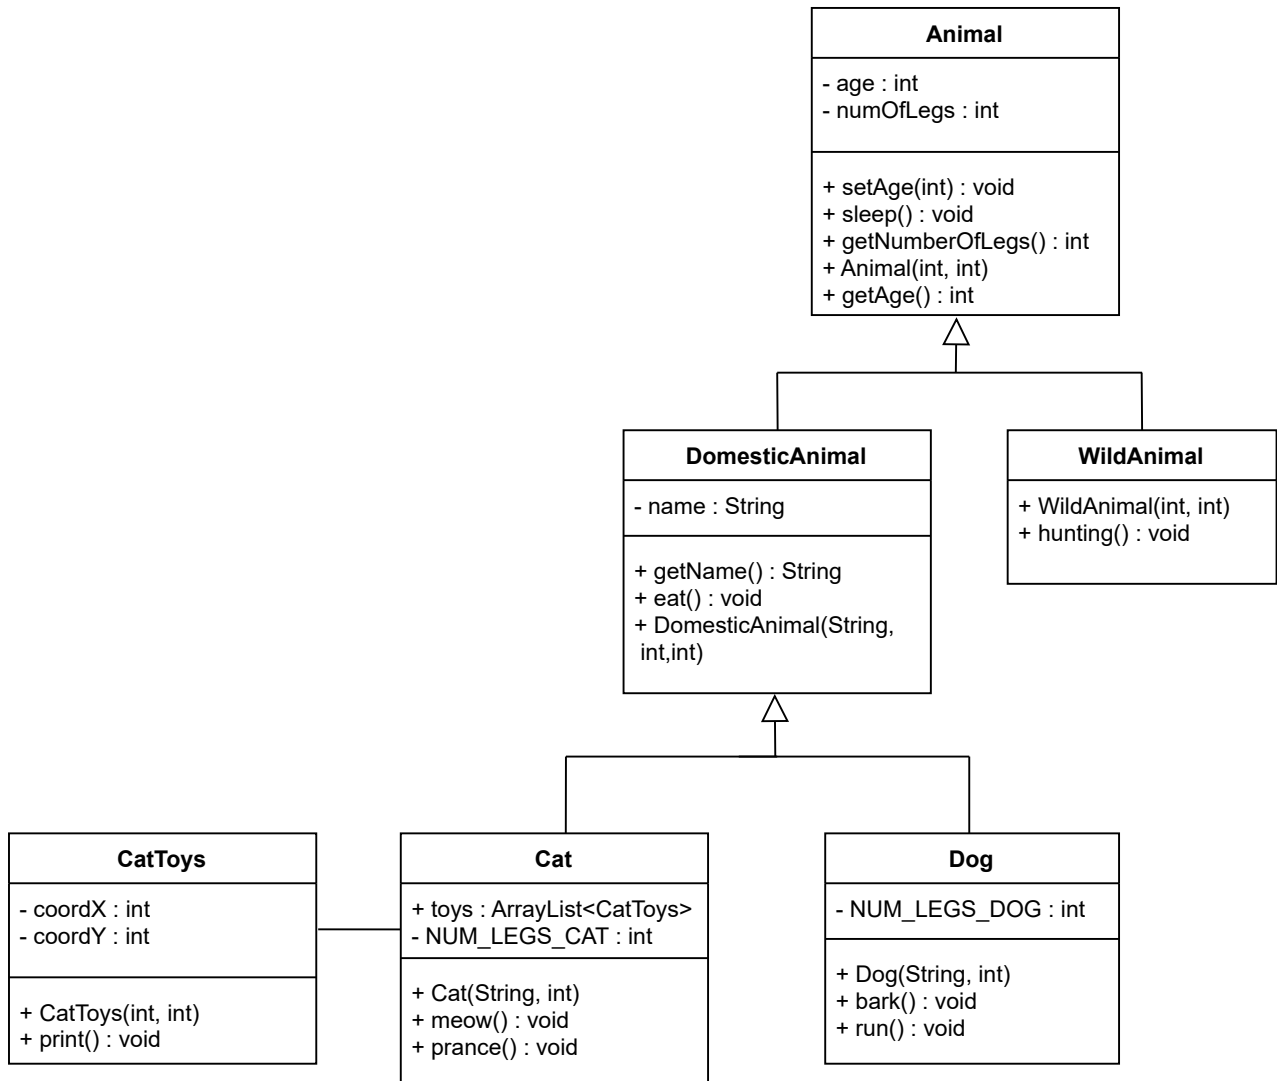 Animal
- age : int
- numOfLegs : int
+ setAge(int) : void
+ sleep() : void
+ getNumberOfLegs() : int
+ Animal(int, int)
+ getAge() : int
DomesticAnimal
- name : String
+ getName() : String
+ eat() : void
+ DomesticAnimal(String,
int,int)
WildAnimal
+ WildAnimal(int, int)
+ hunting() : void
CatToys
- coordX : int
- coordY : int
+ CatToys(int, int)
+ print() : void
Cat
+ toys : ArrayList<CatToys>
- NUM_LEGS_CAT : int
+ Cat(String, int)
+ meow() : void
+ prance() : void
Dog
- NUM_LEGS_DOG : int
+ Dog(String, int)
+ bark() : void
+ run() : void